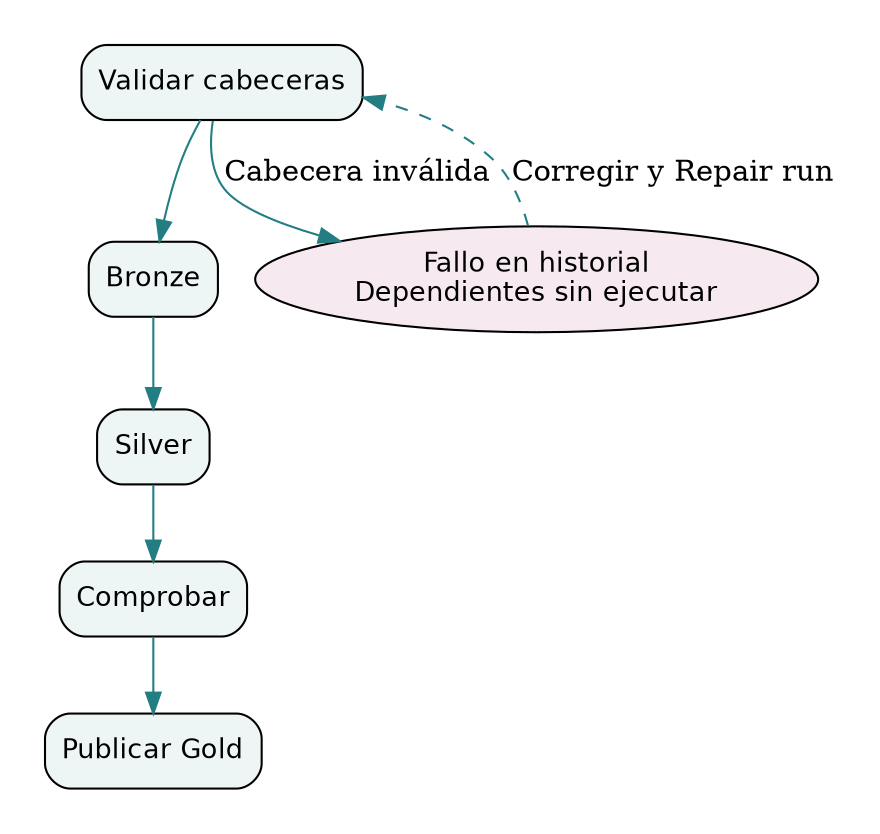 Validar cabeceras
Cabecera inválida
Corregir y Repair run
Bronze
Fallo en historial
Dependientes sin ejecutar
Silver
Comprobar
Publicar Gold